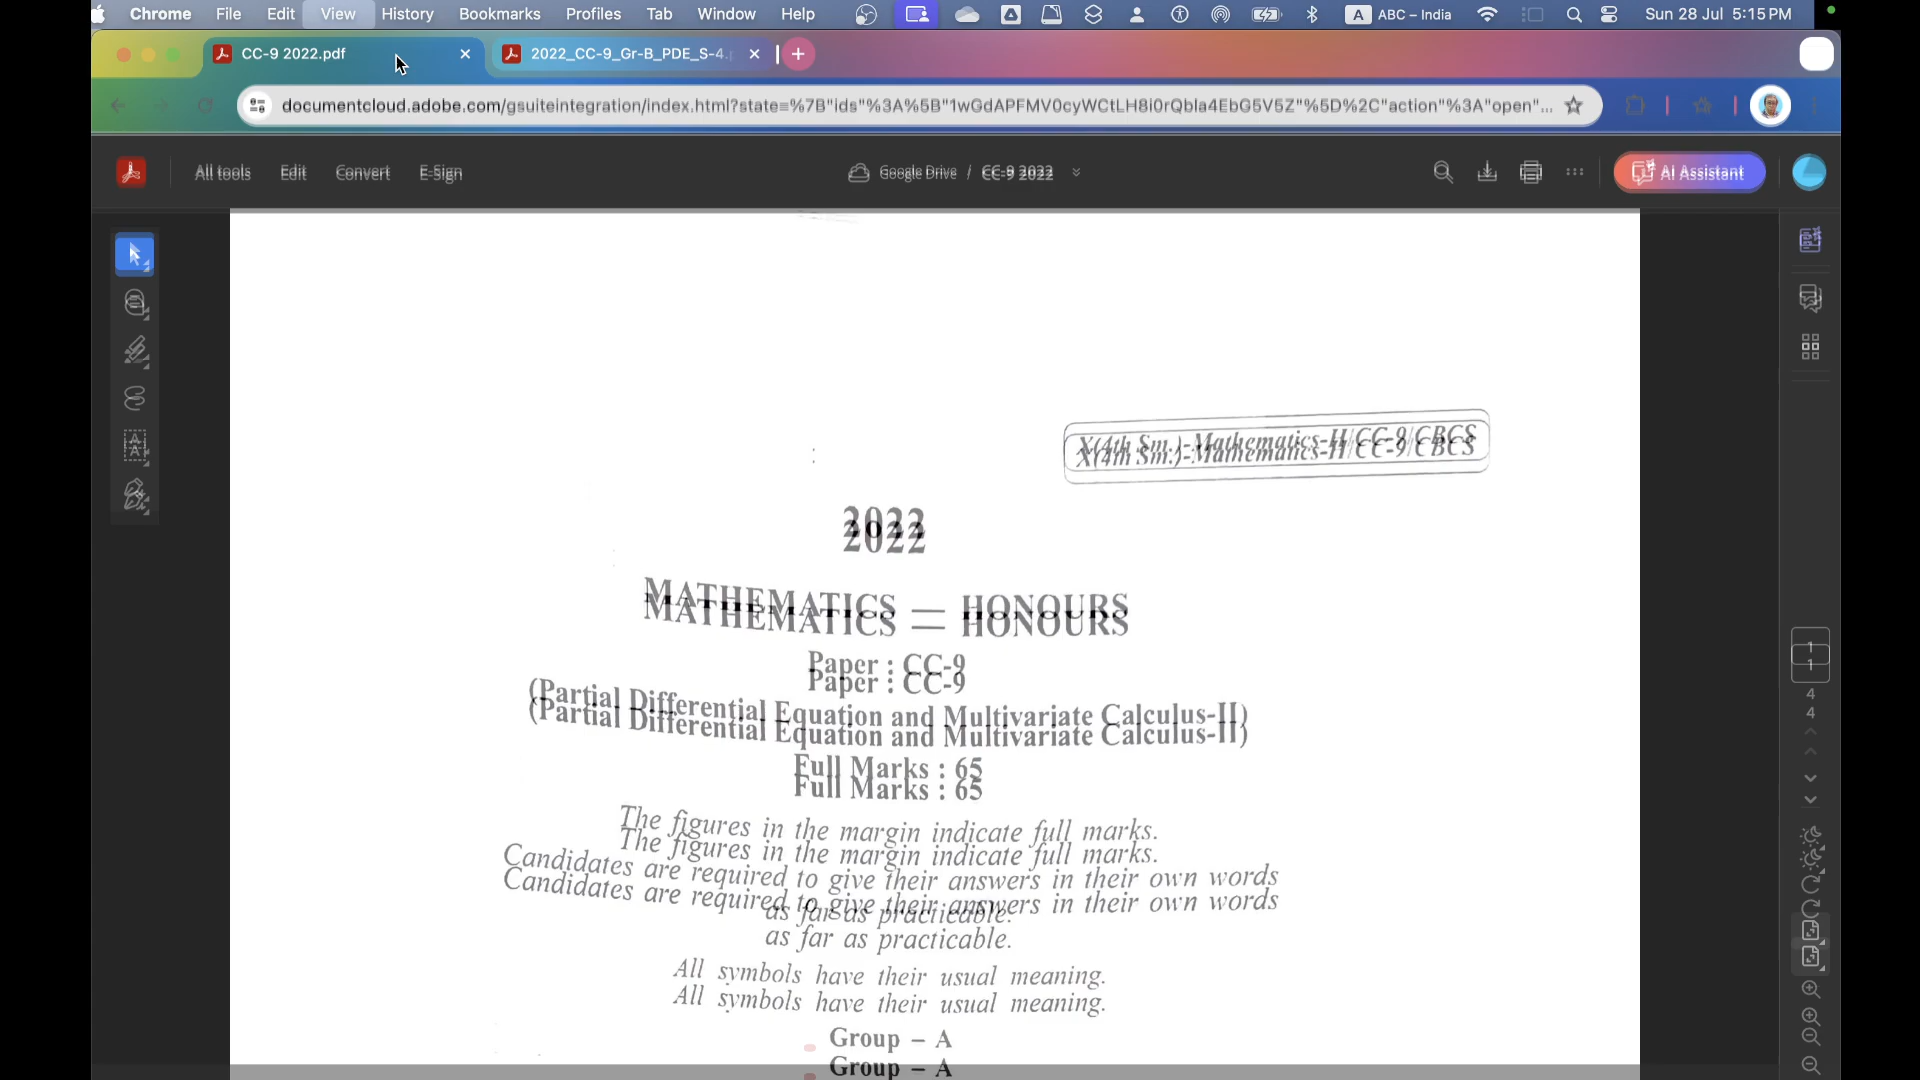 Chrome File Edit View History Bookmarks Profiles Tab Window Help A ABC – India Sun 28 Jul 5:15 PM
CC-9 2022.pdf 2022_CC-9_Gr-B_PDE_S-4.
documentcloud.adobe.com/gsuiteintegration/index.html?state=%7B"ids"%3A%5B"1wGdAPFMV0cyWCtLH8i0rQbla4EbG5V5Z"%5D%2C"action"%3A"open"...
All tools Edit Convert E-Sign Google Drive / CC-9 2022 AI Assistant
X(4th Sm.)-Mathematics-H/CC-9/CBCS
2022
MATHEMATICS — HONOURS
Paper : CC-9
(Partial Differential Equation and Multivariate Calculus-II)
Full Marks : 65
The figures in the margin indicate full marks.
Candidates are required to give their answers in their own words
as far as practicable.
All symbols have their usual meaning.
Group – A
1
4